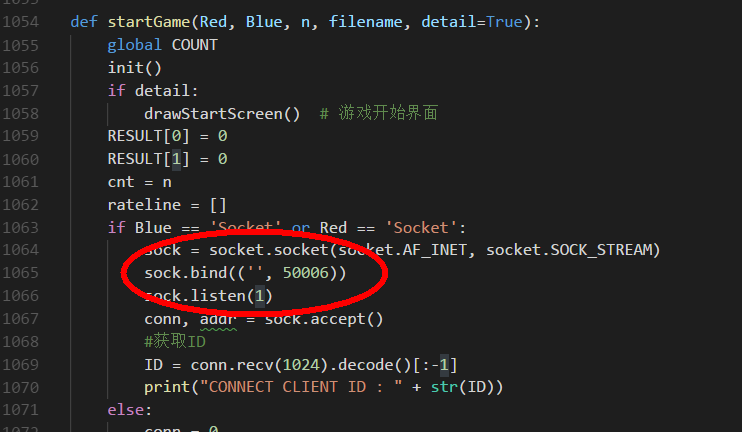 1054 def startGame(Red, Blue, n, filename, detail=True):
1055 global COUNT
1056 init()
1057 if detail:
1058 drawStartScreen() # 游戏开始界面
1059 RESULT[0] = 0
1060 RESULT[1] = 0
1061 cnt = n
1062 rateline = []
1063 if Blue == 'Socket' or Red == 'Socket':
1064 sock = socket.socket(socket.AF_INET, socket.SOCK_STREAM)
1065 sock.bind(('', 50006))
1066 sock.listen(1)
1067 conn, addr = sock.accept()
1068 #获取ID
1069 ID = conn.recv(1024).decode()[:-1]
1070 print("CONNECT CLIENT ID : " + str(ID))
1071 else:
conn = 0